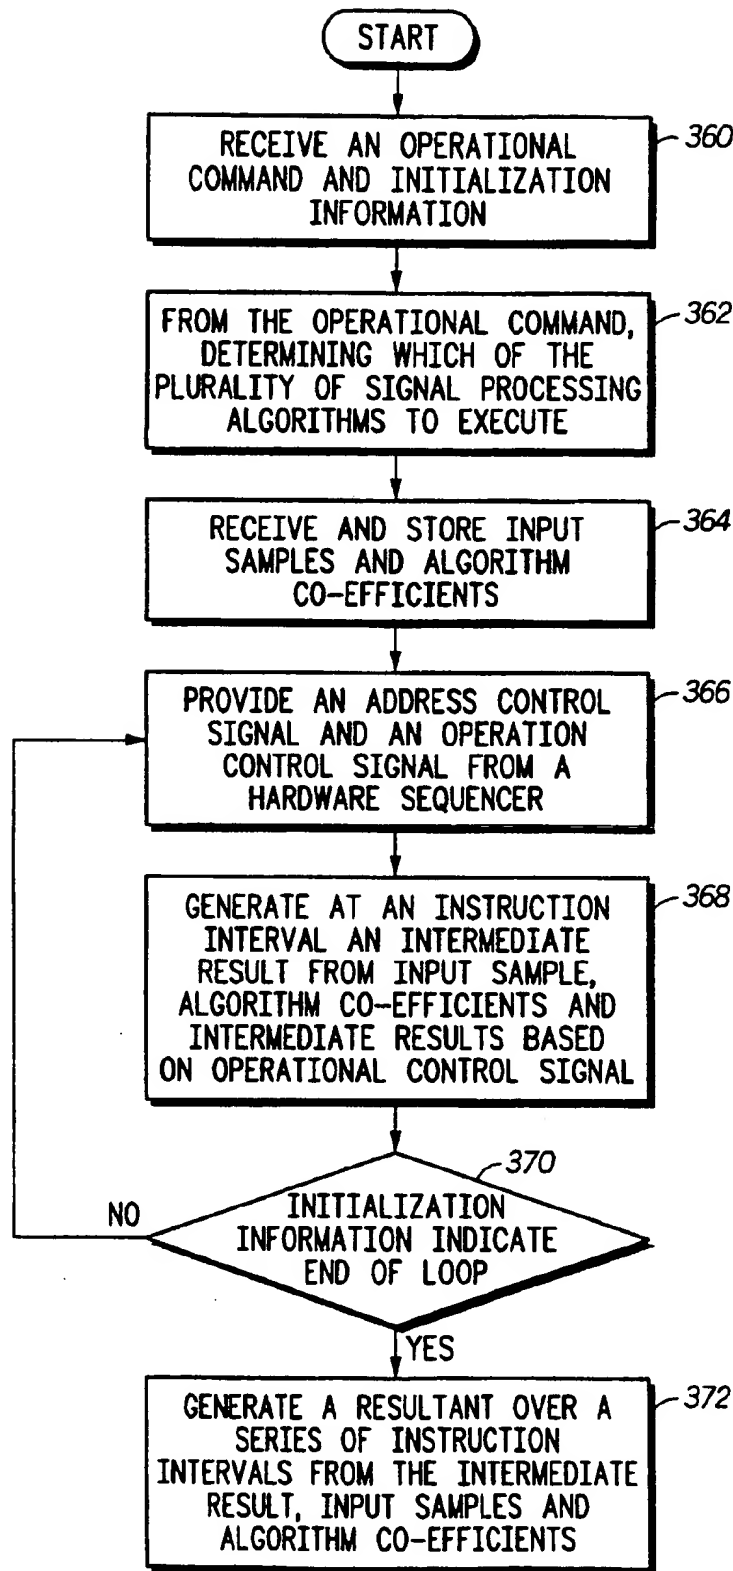 START
RECEIVE AN OPERATIONAL
COMMAND AND INITIALIZATION
INFORMATION
360
FROM THE OPERATIONAL COMMAND,
DETERMINING WHICH OF THE
PLURALITY OF SIGNAL PROCESSING
ALGORITHMS TO EXECUTE
362
RECEIVE AND STORE INPUT
SAMPLES AND ALGORITHM
CO-EFFICIENTS
364
PROVIDE AN ADDRESS CONTROL
SIGNAL AND AN OPERATION
CONTROL SIGNAL FROM A
HARDWARE SEQUENCER
366
GENERATE AT AN INSTRUCTION
INTERVAL AN INTERMEDIATE
RESULT FROM INPUT SAMPLE,
ALGORITHM CO-EFFICIENTS AND
INTERMEDIATE RESULTS BASED
ON OPERATIONAL CONTROL SIGNAL
368
370
INITIALIZATION
INFORMATION INDICATE
END OF LOOP
NO
YES
GENERATE A RESULTANT OVER A
SERIES OF INSTRUCTION
INTERVALS FROM THE INTERMEDIATE
RESULT, INPUT SAMPLES AND
ALGORITHM CO-EFFICIENTS
372